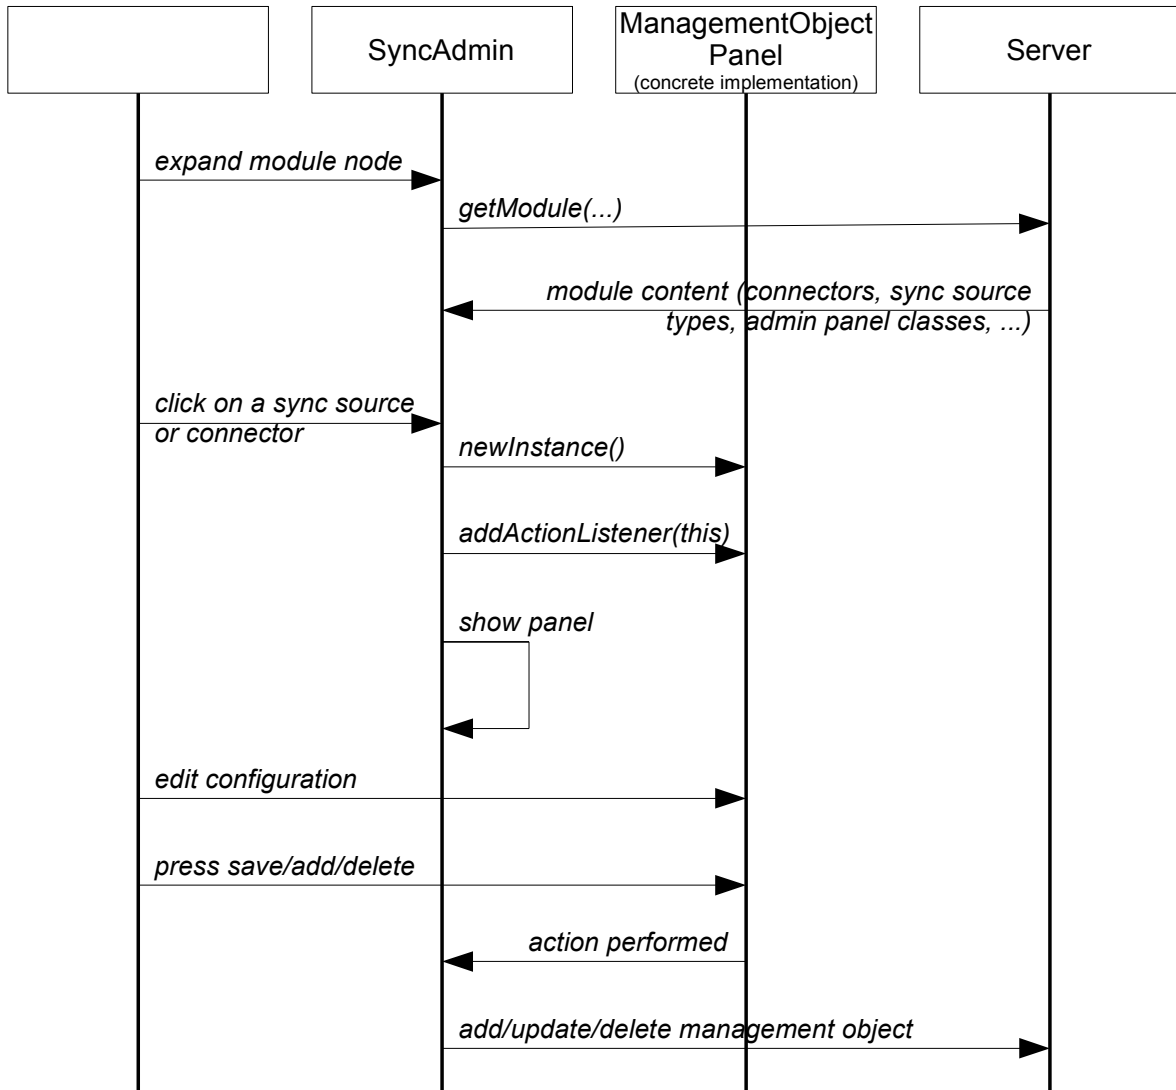 SyncAdmin
ManagementObject
Panel
(concrete implementation)
Server
expand module node
getModule(...)
module content (connectors, sync source
types, admin panel classes, ...)
click on a sync source
or connector
newInstance()
addActionListener(this)
show panel
edit configuration
press save/add/delete
action performed
add/update/delete management object